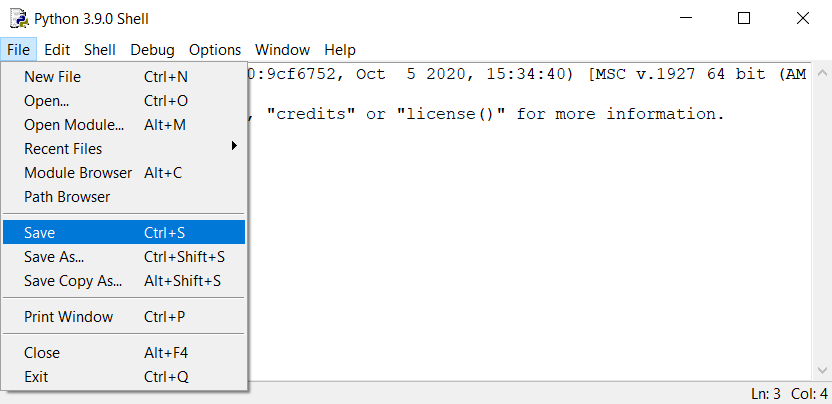 Python 3.9.0 Shell
File Edit Shell Debug Options Window Help
New File Ctrl+N
0:9cf6752, Oct  5 2020, 15:34:40) [MSC v.1927 64 bit (AM
Open... Ctrl+O
, "credits" or "license()" for more information.
Open Module... Alt+M
Recent Files
Module Browser Alt+C
Path Browser
Save Ctrl+S
Save As... Ctrl+Shift+S
Save Copy As... Alt+Shift+S
Print Window Ctrl+P
Close Alt+F4
Exit Ctrl+Q
Ln: 3 Col: 4